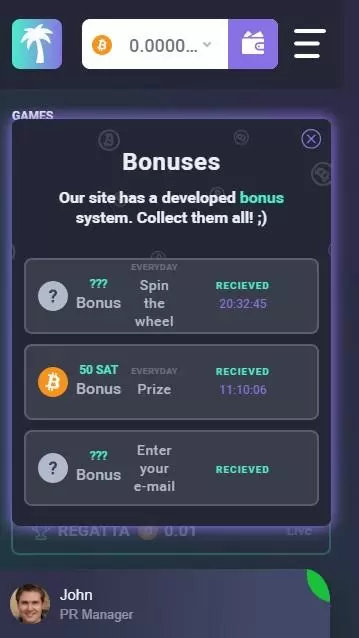 0.0000...
GAMES
Bonuses
Our site has a developed bonus
system. Collect them all! ;)
?
???
Bonus
EVERYDAY
Spin
the
wheel
RECIEVED
20:32:45
50 SAT
Bonus
EVERYDAY
Prize
RECIEVED
11:10:06
?
???
Bonus
Enter
your
e-mail
RECIEVED
REGATTA 0.01 Live
John
PR Manager